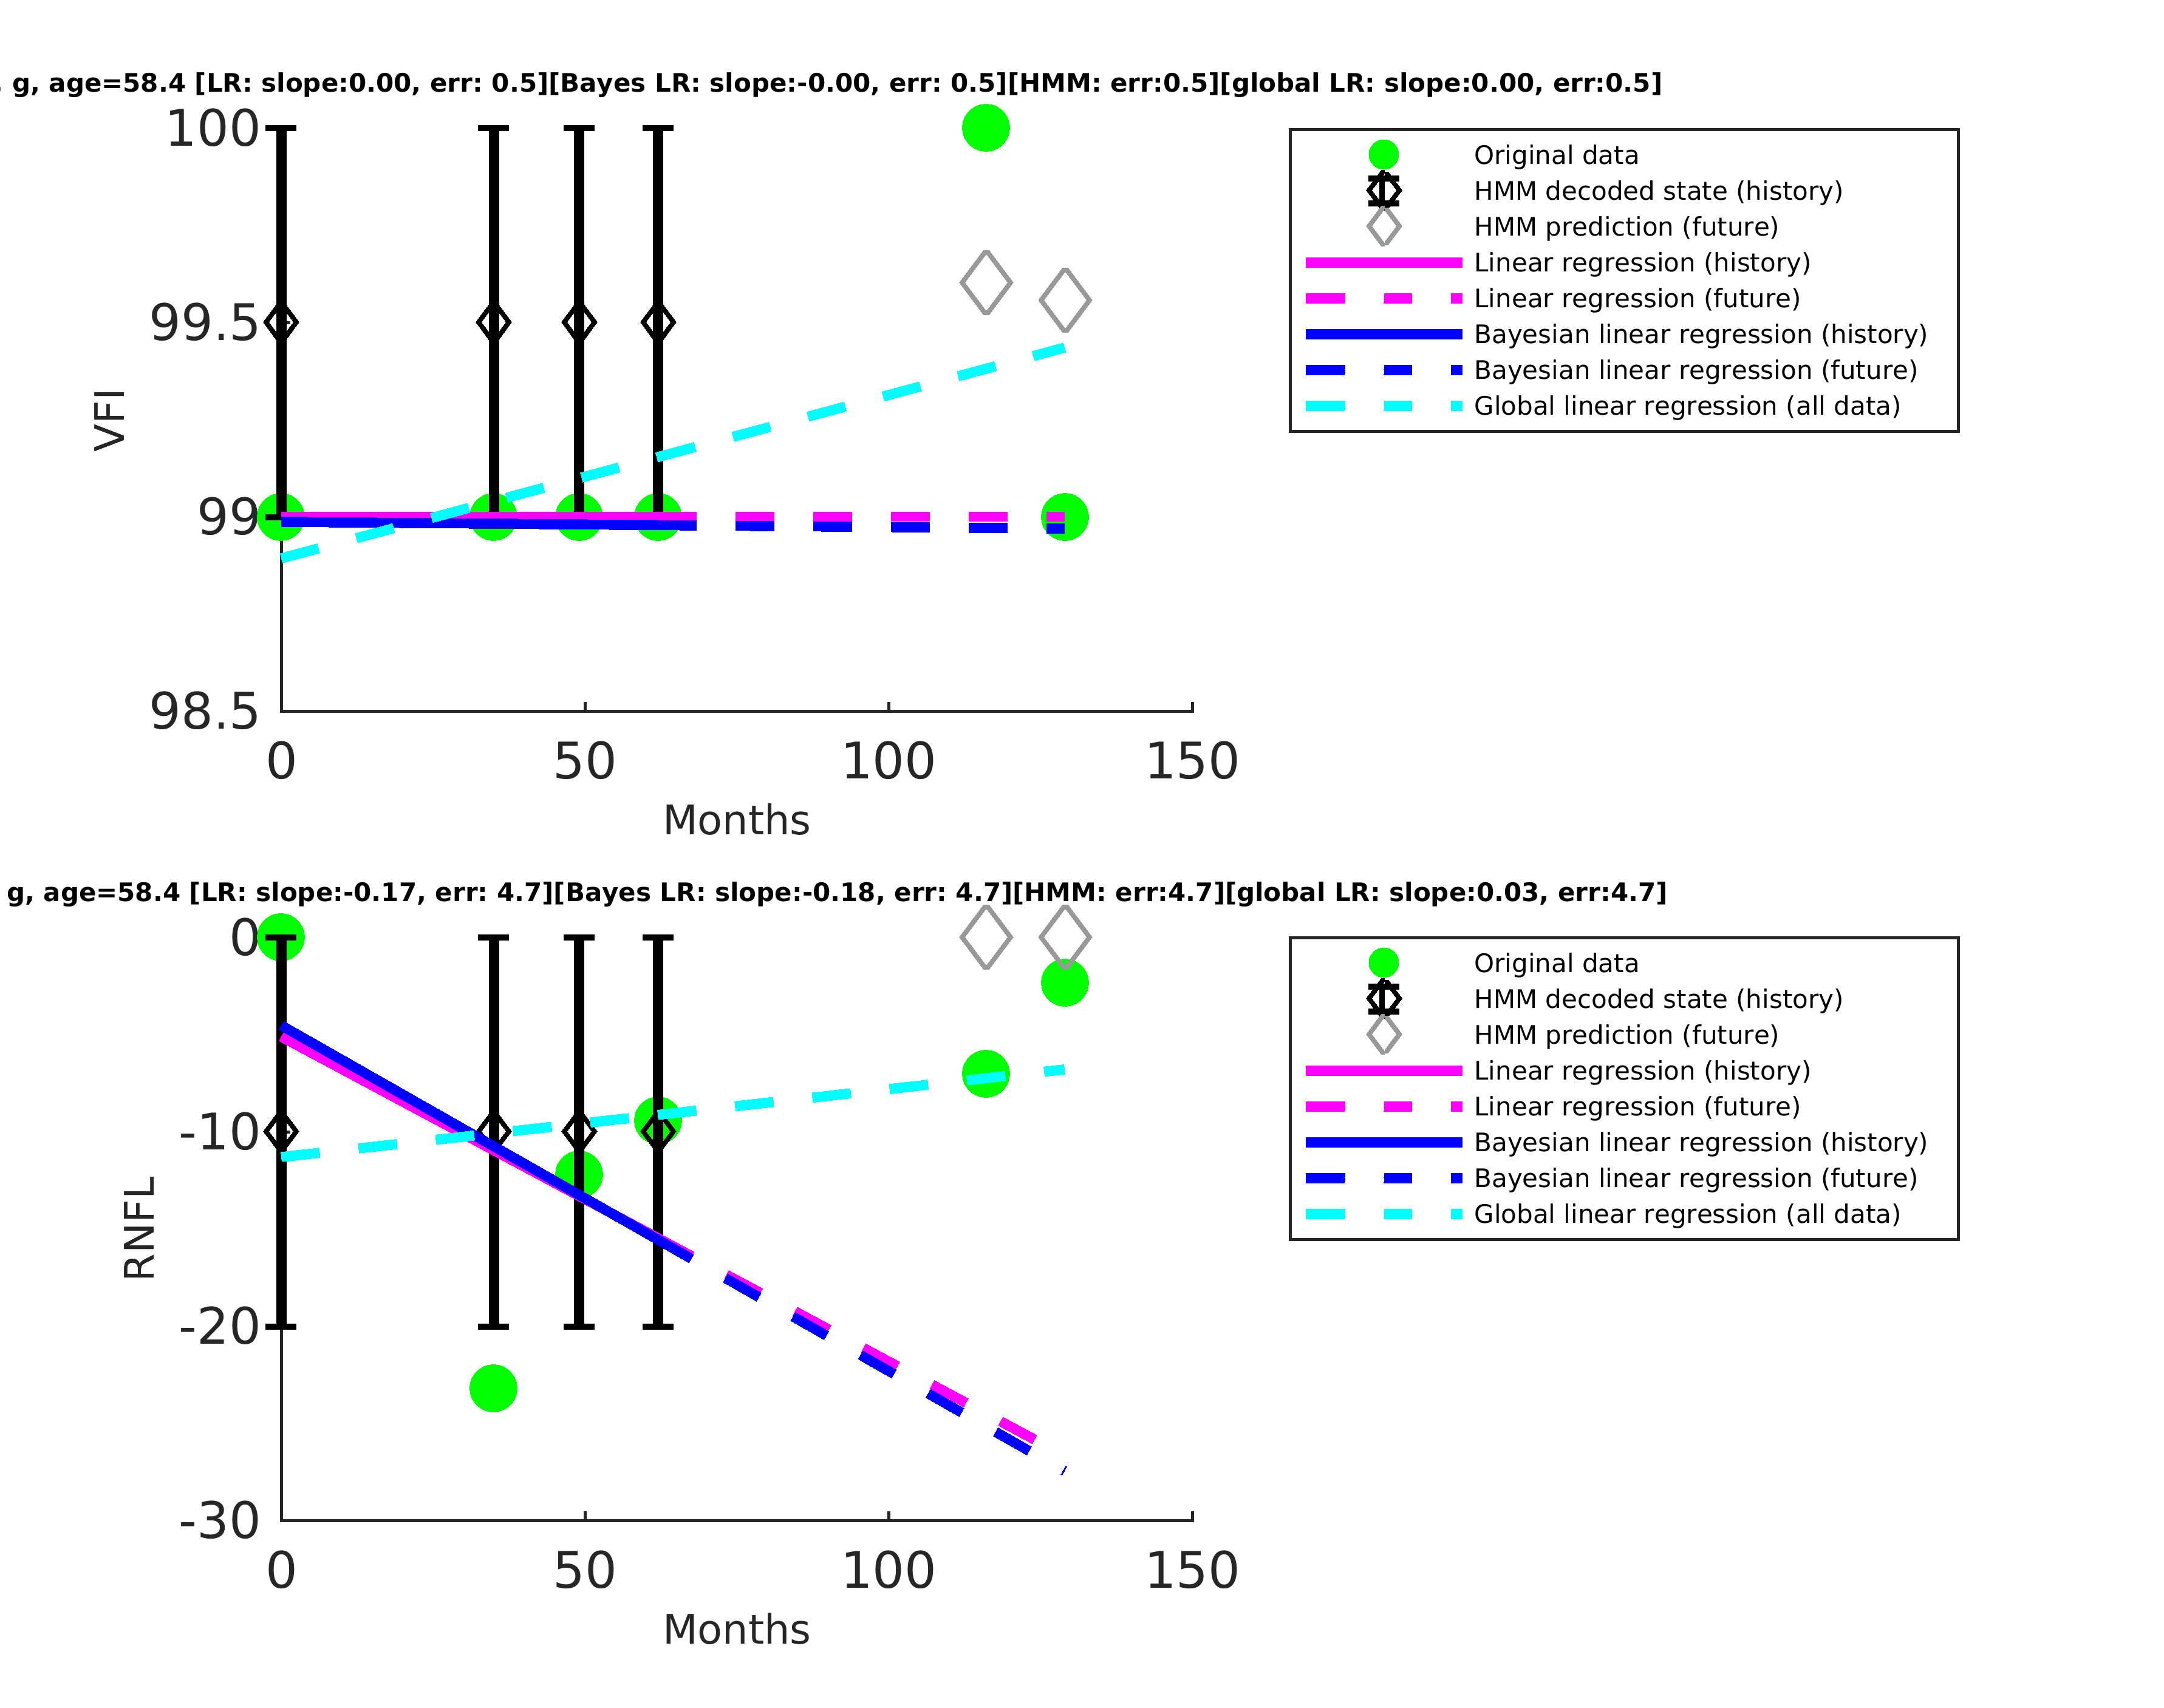 g, age=58.4 [LR: slope:0.00, err: 0.5][Bayes LR: slope:-0.00, err: 0.5][HMM: err:0.5][global LR: slope:0.00, err:0.5]
100
99.5
99
98.5
VFI
0 50 100 150
Months
Original data
HMM decoded state (history)
HMM prediction (future)
Linear regression (history)
Linear regression (future)
Bayesian linear regression (history)
Bayesian linear regression (future)
Global linear regression (all data)
g, age=58.4 [LR: slope:-0.17, err: 4.7][Bayes LR: slope:-0.18, err: 4.7][HMM: err:4.7][global LR: slope:0.03, err:4.7]
0
-10
-20
-30
RNFL
0 50 100 150
Months
Original data
HMM decoded state (history)
HMM prediction (future)
Linear regression (history)
Linear regression (future)
Bayesian linear regression (history)
Bayesian linear regression (future)
Global linear regression (all data)